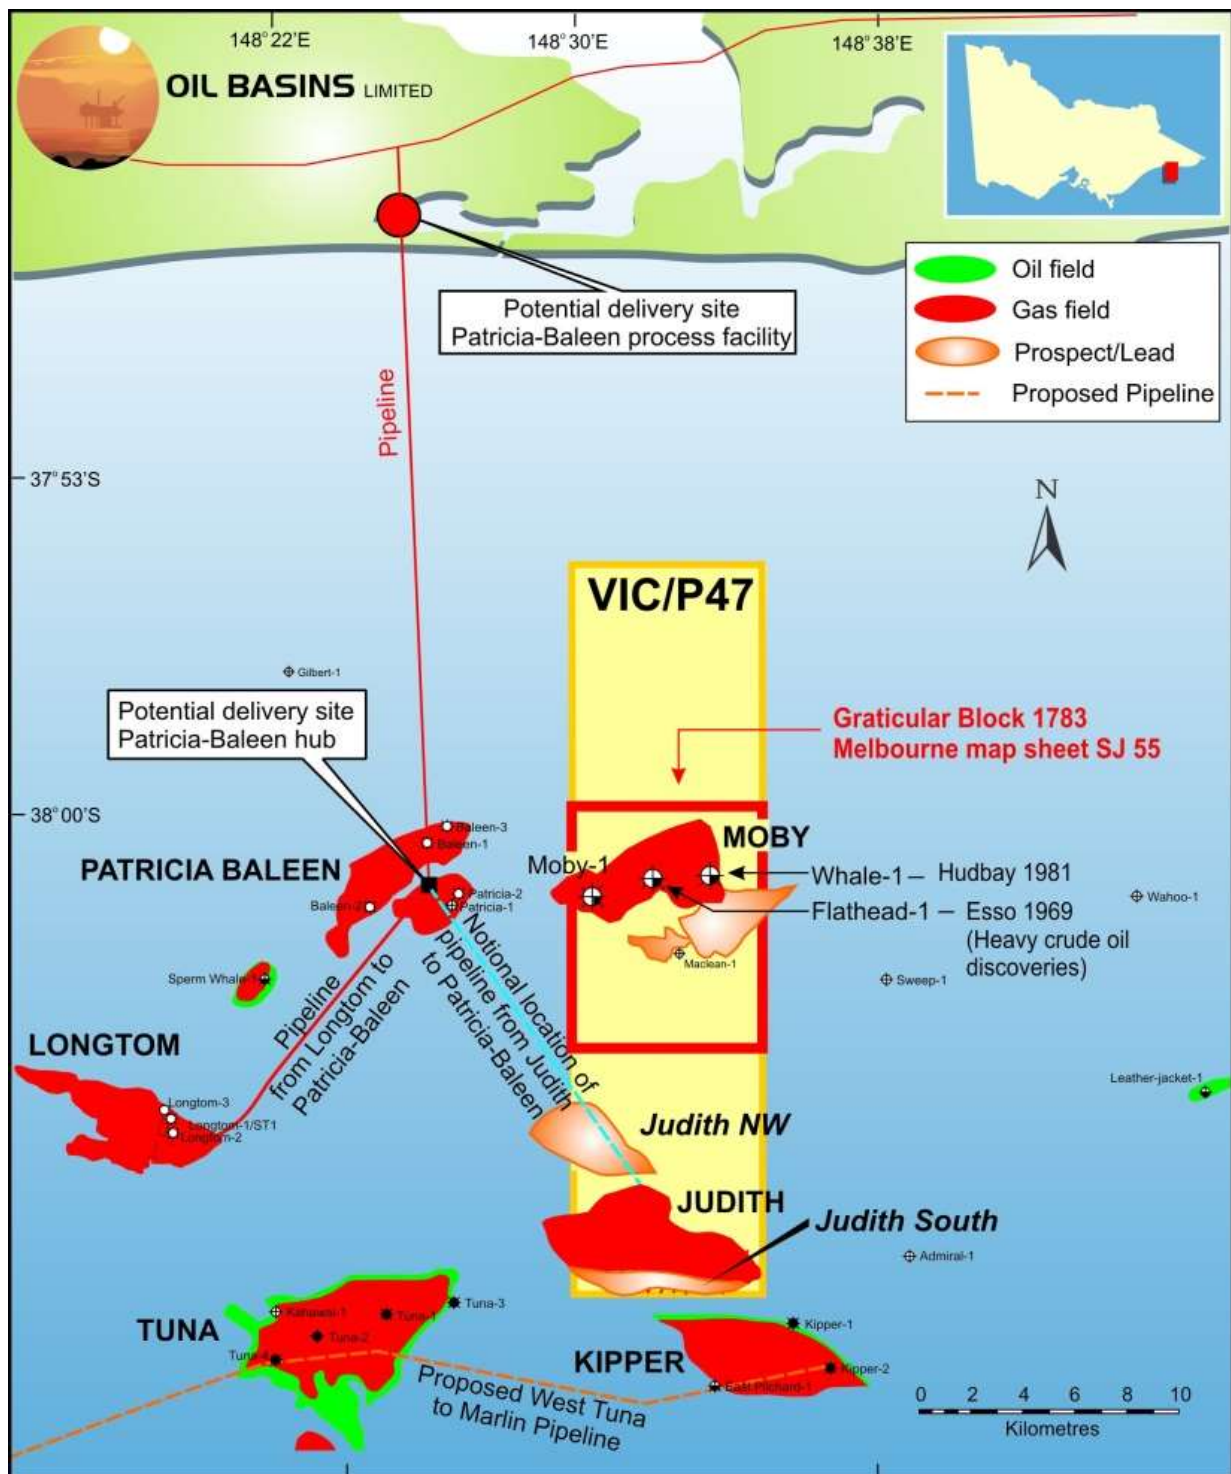 148°22'E
148°30'E
148°38'E
OIL BASINS LIMITED
Oil field
Gas field
Prospect/Lead
Proposed Pipeline
Potential delivery site
Patricia-Baleen process facility
Pipeline
37°53'S
N
VIC/P47
Gilbert-1
Potential delivery site
Patricia-Baleen hub
Graticular Block 1783
Melbourne map sheet SJ 55
38°00'S
Baleen-3
Baleen-1
MOBY
PATRICIA BALEEN
Moby-1
Whale-1 – Hudbay 1981
Patricia-2
Baleen-2
Patricia-1
Flathead-1 – Esso 1969
(Heavy crude oil
discoveries)
Wahoo-1
Maclean-1
Sperm Whale-1
Sweep-1
Pipeline
from Longtom to
Patricia-Baleen
Notional location of
pipeline from Judith
to Patricia-Baleen
LONGTOM
Leather-jacket-1
Longtom-3
Longtom-1/ST1
Longtom-2
Judith NW
JUDITH
Judith South
Admiral-1
TUNA
Kahawai-1
Tuna-1
Tuna-3
Tuna-2
Tuna-4
Kipper-1
KIPPER
Kipper-2
East Pilchard-1
Proposed West Tuna
to Marlin Pipeline
0 2 4 6 8 10
Kilometres